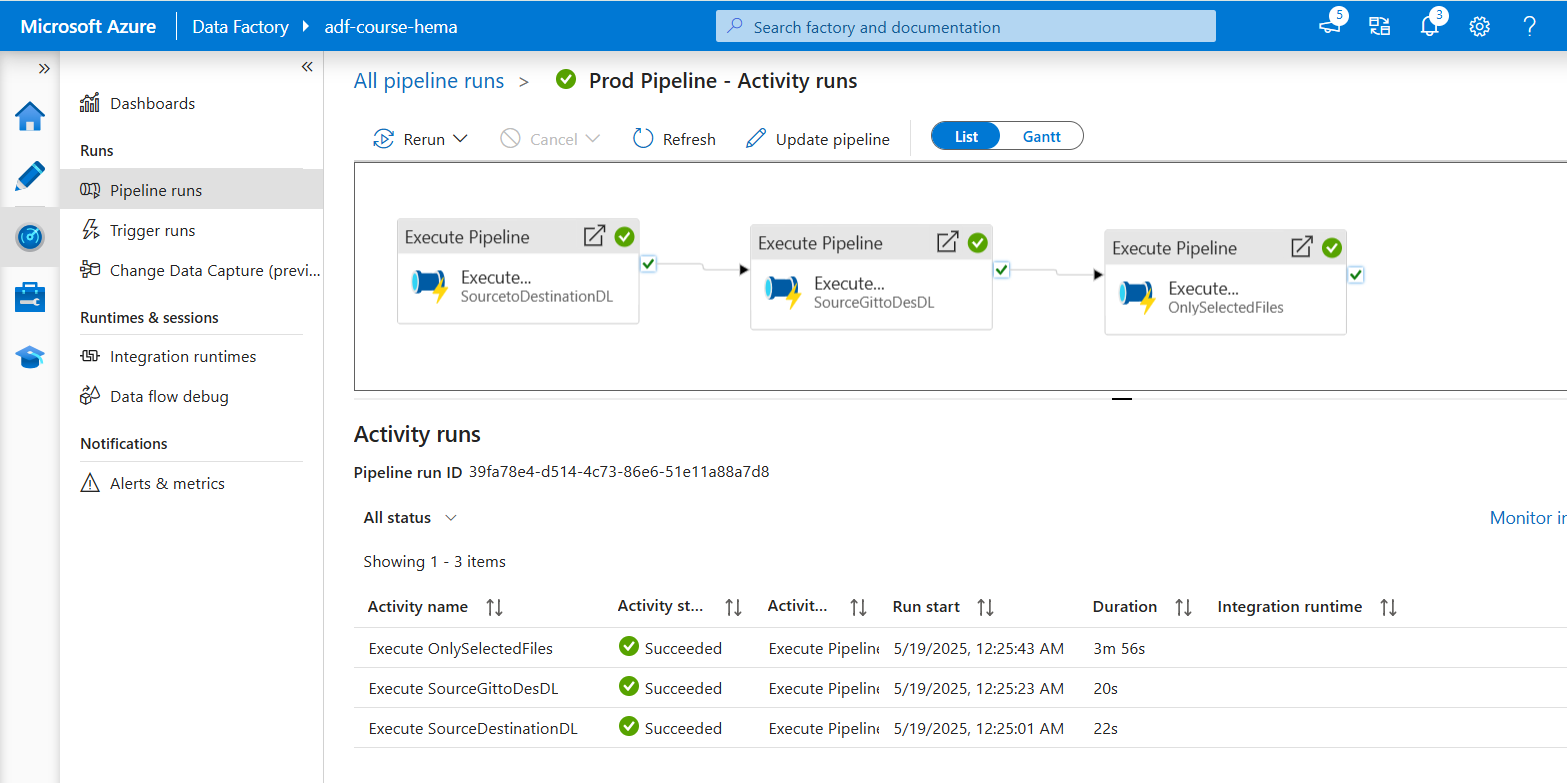 Microsoft Azure | Data Factory ▸ adf-course-hema
Search factory and documentation
5
3
?
»
«
Dashboards
Runs
Pipeline runs
Trigger runs
Change Data Capture (previ...
Runtimes & sessions
Integration runtimes
Data flow debug
Notifications
Alerts & metrics
All pipeline runs > Prod Pipeline - Activity runs
Rerun Cancel Refresh Update pipeline List Gantt
Execute Pipeline
Execute...
SourcetoDestinationDL
Execute Pipeline
Execute...
SourceGittoDesDL
Execute Pipeline
Execute...
OnlySelectedFiles
Activity runs
Pipeline run ID 39fa78e4-d514-4c73-86e6-51e11a88a7d8
All status
Monitor in
Showing 1 - 3 items
Activity name Activity st... Activit... Run start Duration Integration runtime
Execute OnlySelectedFiles Succeeded Execute Pipeline 5/19/2025, 12:25:43 AM 3m 56s
Execute SourceGittoDesDL Succeeded Execute Pipeline 5/19/2025, 12:25:23 AM 20s
Execute SourceDestinationDL Succeeded Execute Pipeline 5/19/2025, 12:25:01 AM 22s